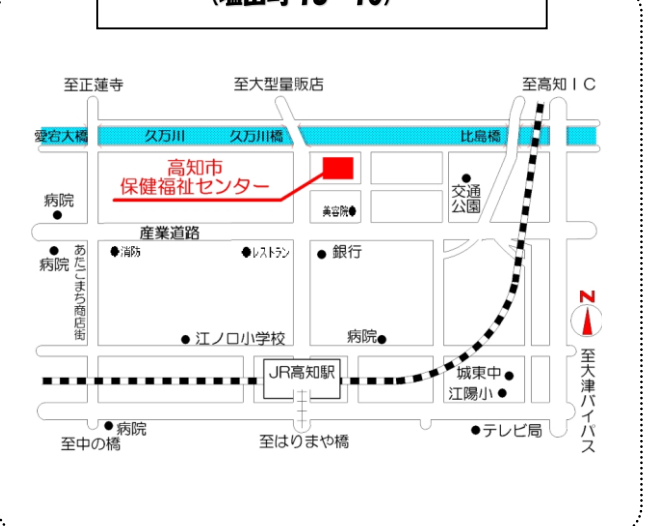 至正蓮寺
至大型量販店
至高知IC
愛宕大橋
久万川
久万川橋
比島橋
高知市
保健福祉センター
病院
交通
公園
美容院
産業道路
病院
あたごまち商店街
消防
レストラン
銀行
N
江ノ口小学校
病院
JR高知駅
城東中
江陽小
至大津バイパス
病院
至中の橋
至はりまや橋
テレビ局